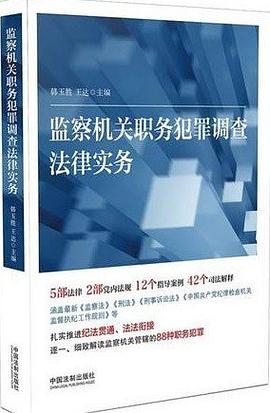 监察机关职务犯罪调查法律实务
韩玉胜 王达◎主编
监察机关职务犯罪调查
法律实务
5部法律 2部党内法规 12个指导案例 42个司法解释
涵盖最新《监察法》《刑法》《刑事诉讼法》《中国共产党纪律检查机关
监督执纪工作规则》等
扎实推进纪法贯通、法法衔接
逐一、细致解读监察机关管辖的88种职务犯罪
中国法制出版社
CHINA LEGAL PUBLISHING HOUSE